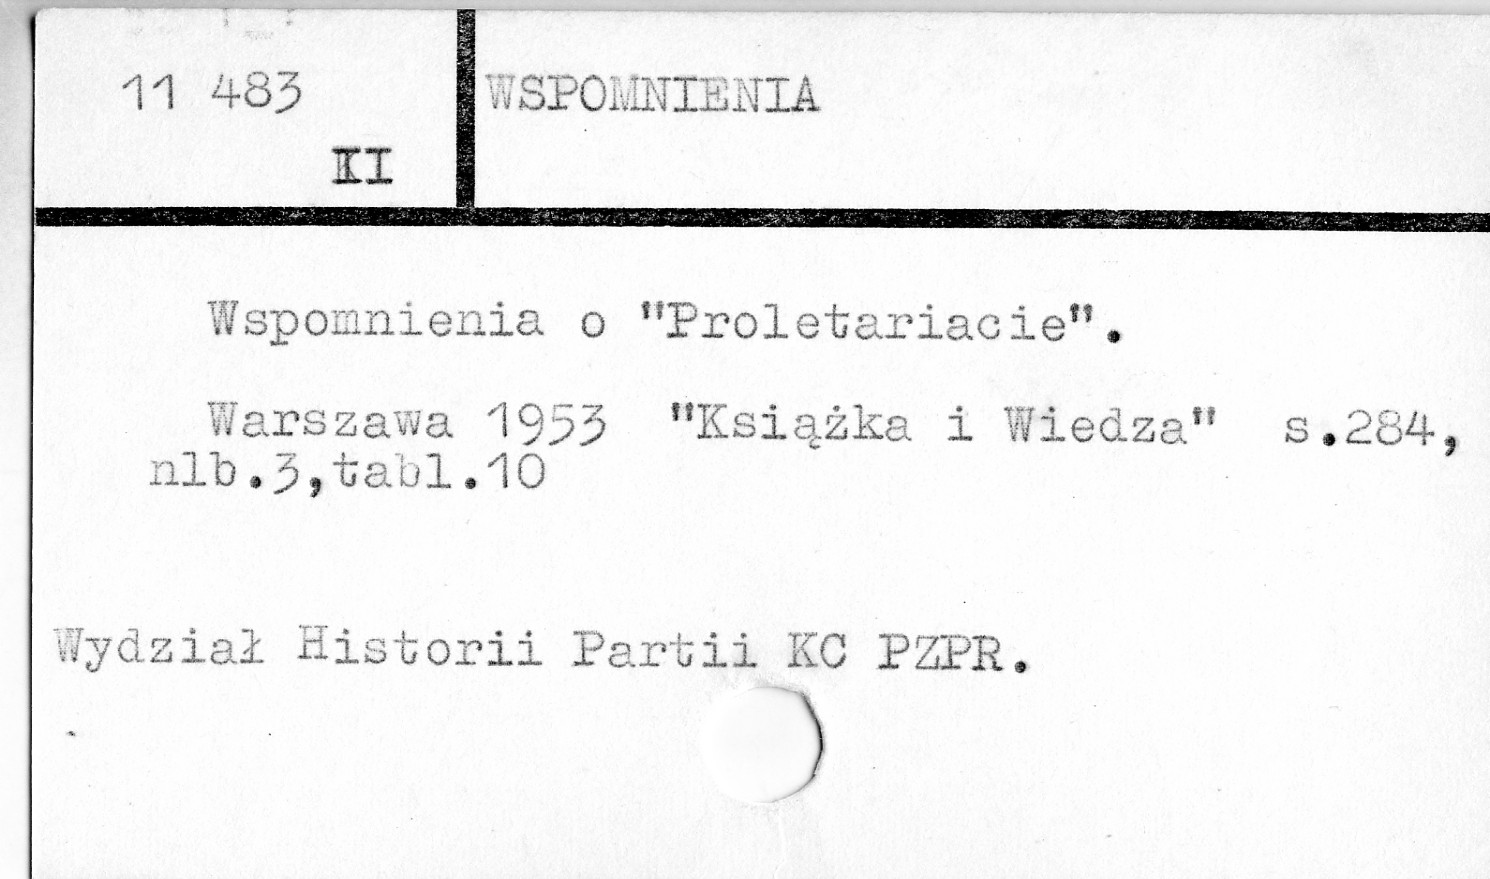 11 483
WSPOMNIENIA
II
Wspomnienia o "Proletariacie".
Warszawa 1953 "Książka i Wiedza" s.284,
nlb.3,tabl.10
Wydział Historii Partii KC PZPR.